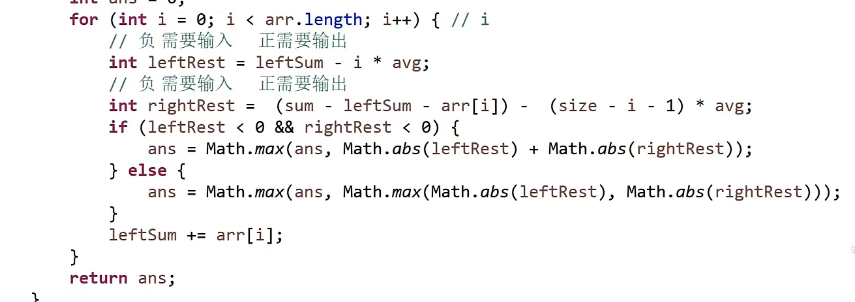 int ans = 0;
for (int i = 0; i < arr.length; i++) { // i
// 负 需要输入 正需要输出
int leftRest = leftSum - i * avg;
// 负 需要输入 正需要输出
int rightRest = (sum - leftSum - arr[i]) - (size - i - 1) * avg;
if (leftRest < 0 && rightRest < 0) {
ans = Math.max(ans, Math.abs(leftRest) + Math.abs(rightRest));
} else {
ans = Math.max(ans, Math.max(Math.abs(leftRest), Math.abs(rightRest)));
}
leftSum += arr[i];
}
return ans;
}